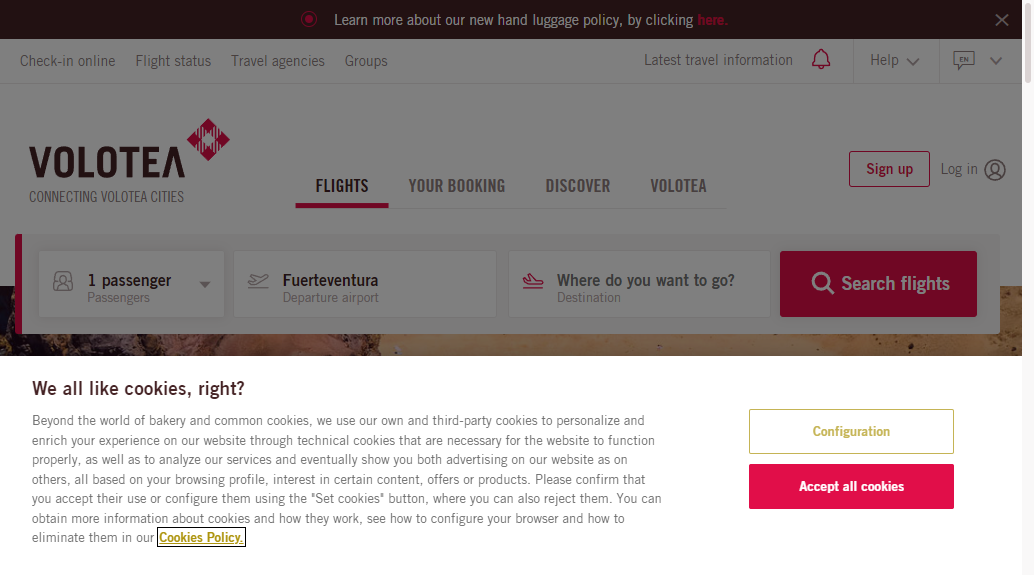 Learn more about our new hand luggage policy, by clicking here.
Check-in online Flight status Travel agencies Groups Latest travel information Help EN
VOLOTEA
CONNECTING VOLOTEA CITIES
FLIGHTS YOUR BOOKING DISCOVER VOLOTEA
Sign up Log in
1 passenger
Passengers
Fuerteventura
Departure airport
Where do you want to go?
Destination
Search flights
We all like cookies, right?
Beyond the world of bakery and common cookies, we use our own and third-party cookies to personalize and
enrich your experience on our website through technical cookies that are necessary for the website to function
properly, as well as to analyze our services and eventually show you both advertising on our website as on
others, all based on your browsing profile, interest in certain content, offers or products. Please confirm that
you accept their use or configure them using the "Set cookies" button, where you can also reject them. You can
obtain more information about cookies and how they work, see how to configure your browser and how to
eliminate them in our Cookies Policy.
Configuration
Accept all cookies